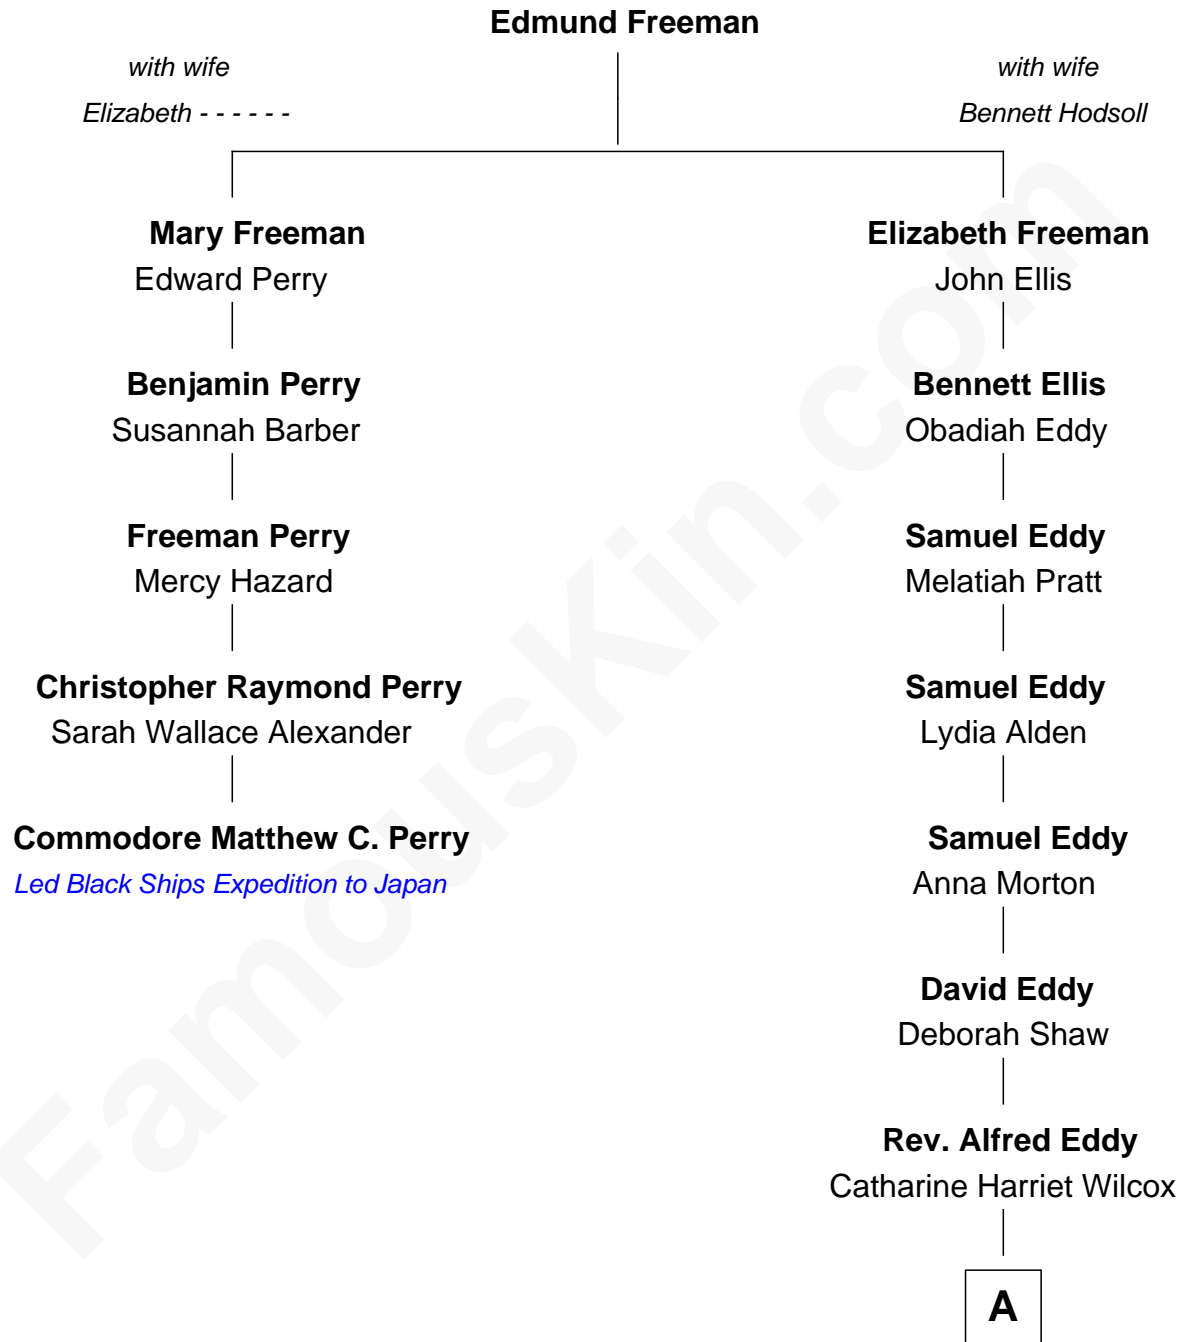 Edmund Freeman
with wife
Elizabeth - - - - - -
with wife
Bennett Hodsoll
Mary Freeman
Edward Perry
Benjamin Perry
Susannah Barber
Freeman Perry
Mercy Hazard
Christopher Raymond Perry
Sarah Wallace Alexander
Commodore Matthew C. Perry
Led Black Ships Expedition to Japan
Elizabeth Freeman
John Ellis
Bennett Ellis
Obadiah Eddy
Samuel Eddy
Melatiah Pratt
Samuel Eddy
Lydia Alden
Samuel Eddy
Anna Morton
David Eddy
Deborah Shaw
Rev. Alfred Eddy
Catharine Harriet Wilcox
A
FamousKin.com